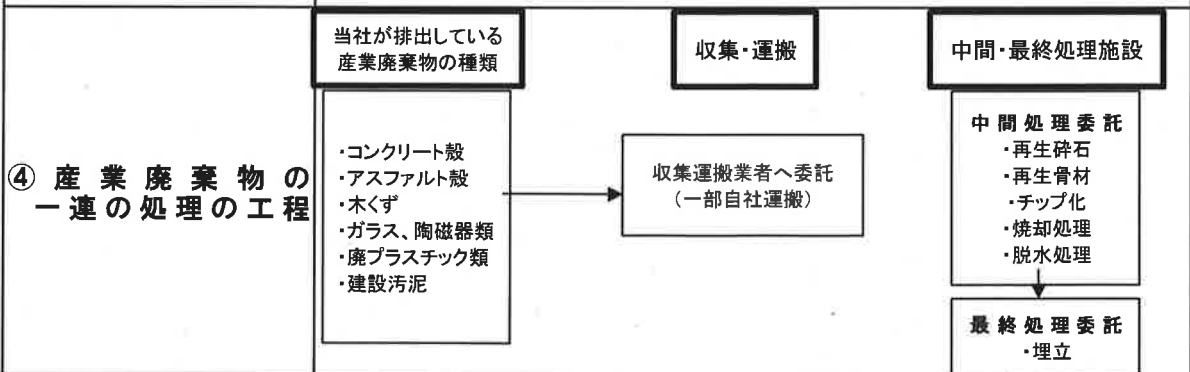 ④ 産業廃棄物の
一連の処理の工程
当社が排出している
産業廃棄物の種類
・コンクリート殻
・アスファルト殻
・木くず
・ガラス、陶磁器類
・廃プラスチック類
・建設汚泥
収集・運搬
収集運搬業者へ委託
(一部自社運搬)
中間・最終処理施設
中間処理委託
・再生砕石
・再生骨材
・チップ化
・焼却処理
・脱水処理
最終処理委託
・埋立